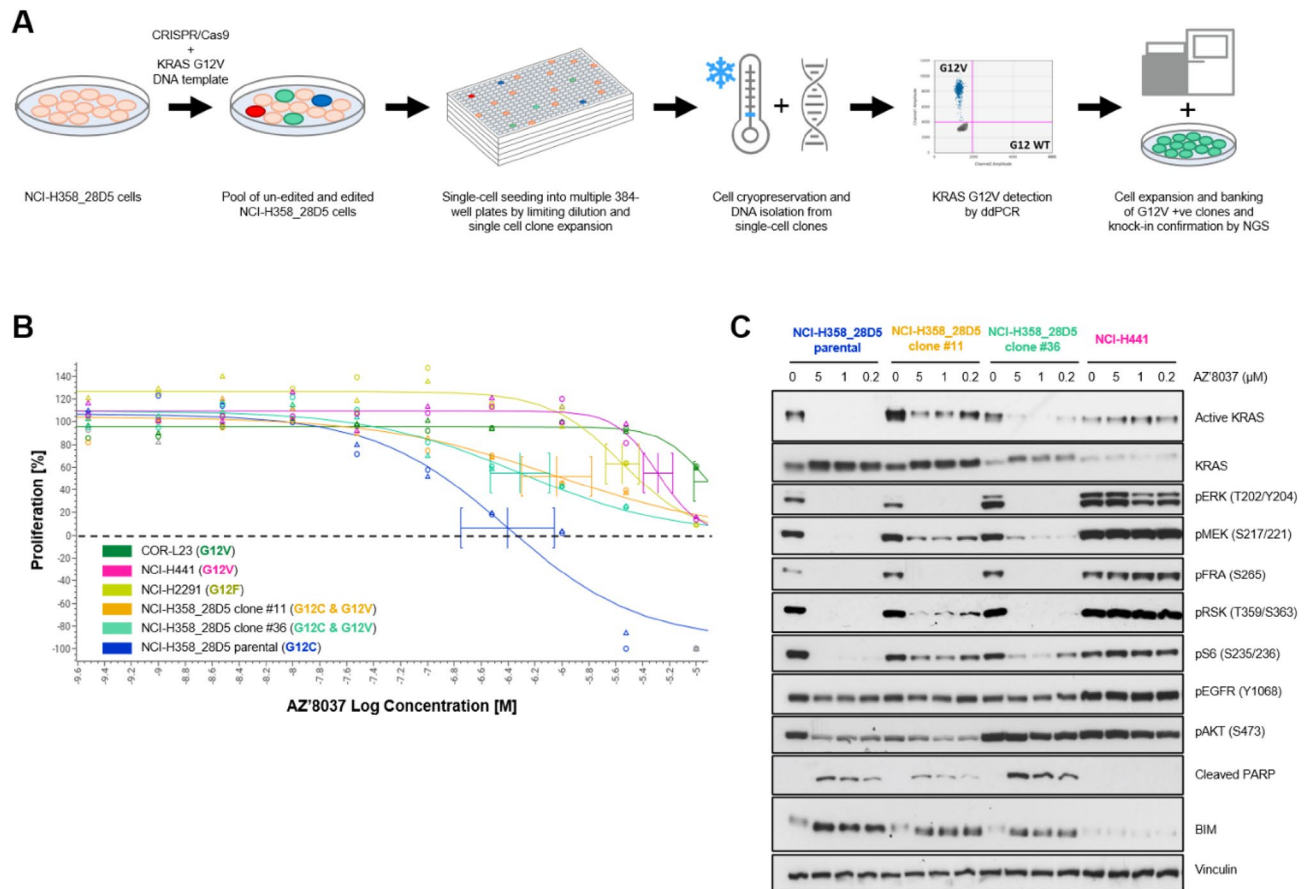 A
CRISPR/Cas9
+
KRAS G12V
DNA template
NCI-H358_28D5 cells
Pool of un-edited and edited
NCI-H358_28D5 cells
Single-cell seeding into multiple 384-
well plates by limiting dilution and
single cell clone expansion
+
Cell cryopreservation and
DNA isolation from
single-cell clones
G12V
G12 WT
KRAS G12V detection
by ddPCR
+
Cell expansion and banking
of G12V +ve clones and
knock-in confirmation by NGS
B
Proliferation [%]
140
120
100
80
60
40
20
0
-20
-40
-60
-80
-100
COR-L23 (G12V)
NCI-H441 (G12V)
NCI-H2291 (G12F)
NCI-H358_28D5 clone #11 (G12C & G12V)
NCI-H358_28D5 clone #36 (G12C & G12V)
NCI-H358_28D5 parental (G12C)
-9.6 -9.4 -9.2 -9 -8.8 -8.6 -8.4 -8.2 -8 -7.8 -7.6 -7.4 -7.2 -7 -6.8 -6.6 -6.4 -6.2 -6 -5.8 -5.6 -5.4 -5.2 -5
AZ'8037 Log Concentration [M]
C
NCI-H358_28D5
parental
NCI-H358_28D5
clone #11
NCI-H358_28D5
clone #36
NCI-H441
0 5 1 0.2 0 5 1 0.2 0 5 1 0.2 0 5 1 0.2
AZ'8037 (µM)
Active KRAS
KRAS
pERK (T202/Y204)
pMEK (S217/221)
pFRA (S265)
pRSK (T359/S363)
pS6 (S235/236)
pEGFR (Y1068)
pAKT (S473)
Cleaved PARP
BIM
Vinculin